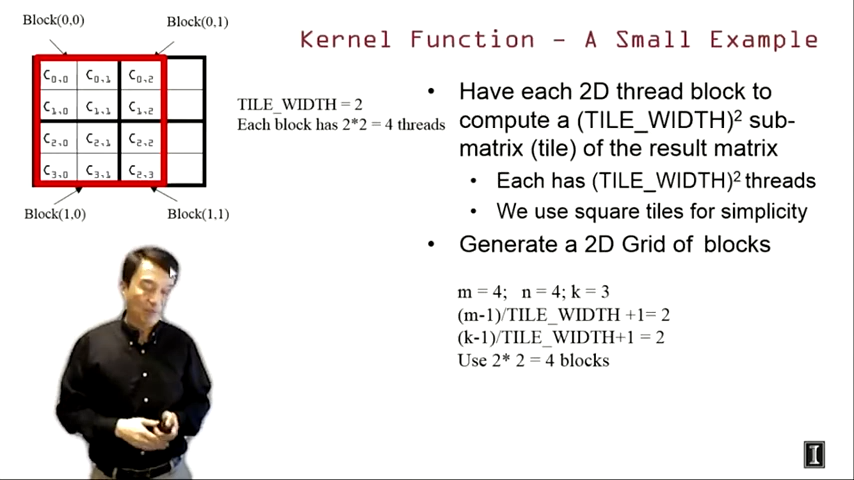 Block(0,0)
Block(0,1)
Kernel Function – A Small Example
C0,0 C0,1 C0,2
C1,0 C1,1 C1,2
C2,0 C2,1 C2,2
C3,0 C3,1 C2,3
TILE_WIDTH = 2
Each block has 2*2 = 4 threads
Block(1,0)
Block(1,1)
• Have each 2D thread block to
compute a (TILE_WIDTH)² sub-
matrix (tile) of the result matrix
• Each has (TILE_WIDTH)² threads
• We use square tiles for simplicity
• Generate a 2D Grid of blocks
m = 4; n = 4; k = 3
(m-1)/TILE_WIDTH +1= 2
(k-1)/TILE_WIDTH+1 = 2
Use 2* 2 = 4 blocks
I